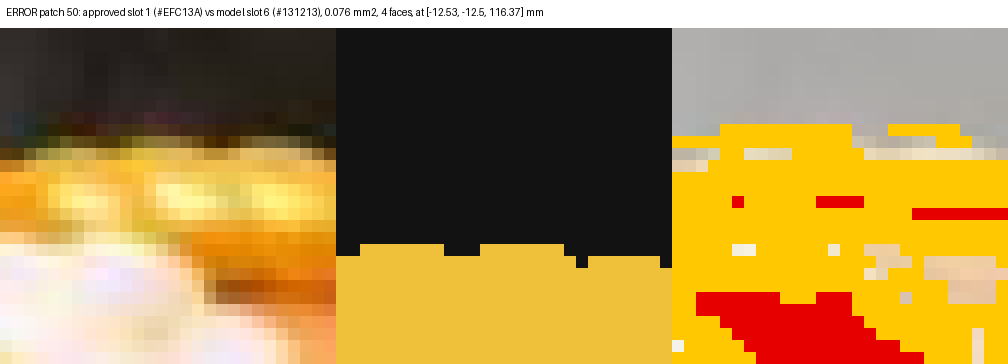 ERROR patch 50: approved slot 1 (#EFC13A) vs model slot 6 (#131213), 0.076 mm2, 4 faces, at [-12.53, -12.5, 116.37] mm